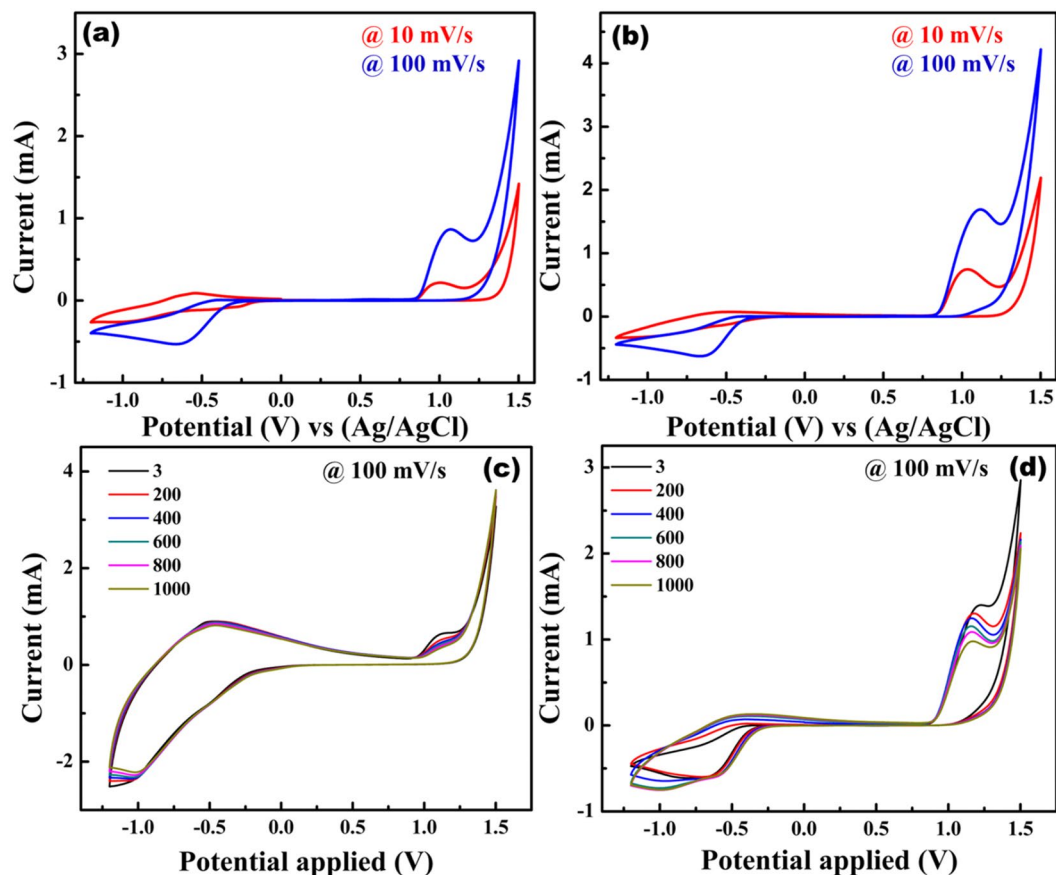 (a)
@ 10 mV/s
@ 100 mV/s
Current (mA)
3
2
1
0
-1
-1.0 -0.5 0.0 0.5 1.0 1.5
Potential (V) vs (Ag/AgCl)
(b)
@ 10 mV/s
@ 100 mV/s
Current (mA)
4
3
2
1
0
-1
-1.0 -0.5 0.0 0.5 1.0 1.5
Potential (V) vs (Ag/AgCl)
(c)
@ 100 mV/s
3
200
400
600
800
1000
Current (mA)
4
2
0
-2
-1.0 -0.5 0.0 0.5 1.0 1.5
Potential applied (V)
(d)
@ 100 mV/s
3
200
400
600
800
1000
Current (mA)
3
2
1
0
-1
-1.0 -0.5 0.0 0.5 1.0 1.5
Potential applied (V)